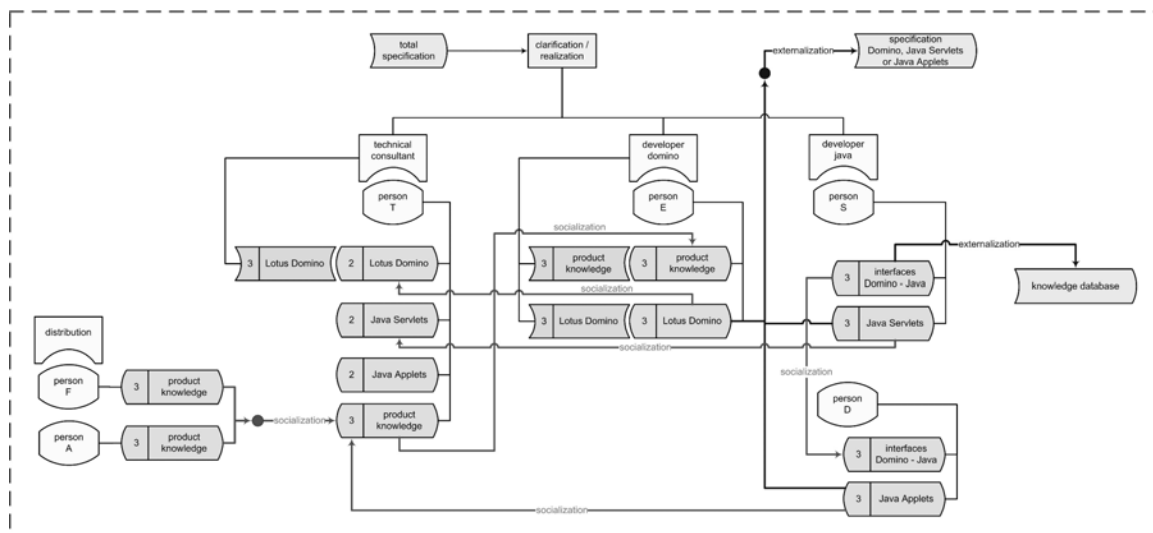 total
specification
clarification /
realization
externalization
specification
Domino, Java Servlets
or Java Applets
technical
consultant
developer
domino
developer
java
person
T
person
E
person
S
socialization
externalization
3 Lotus Domino
2 Lotus Domino
3 product
knowledge
3 product
knowledge
3 interfaces
Domino - Java
knowledge database
socialization
2 Java Servlets
3 Lotus Domino
3 Lotus Domino
3 Java Servlets
distribution
socialization
socialization
person
F
3 product
knowledge
2 Java Applets
person
D
person
A
3 product
knowledge
socialization
3 product
knowledge
3 interfaces
Domino - Java
3 Java Applets
socialization